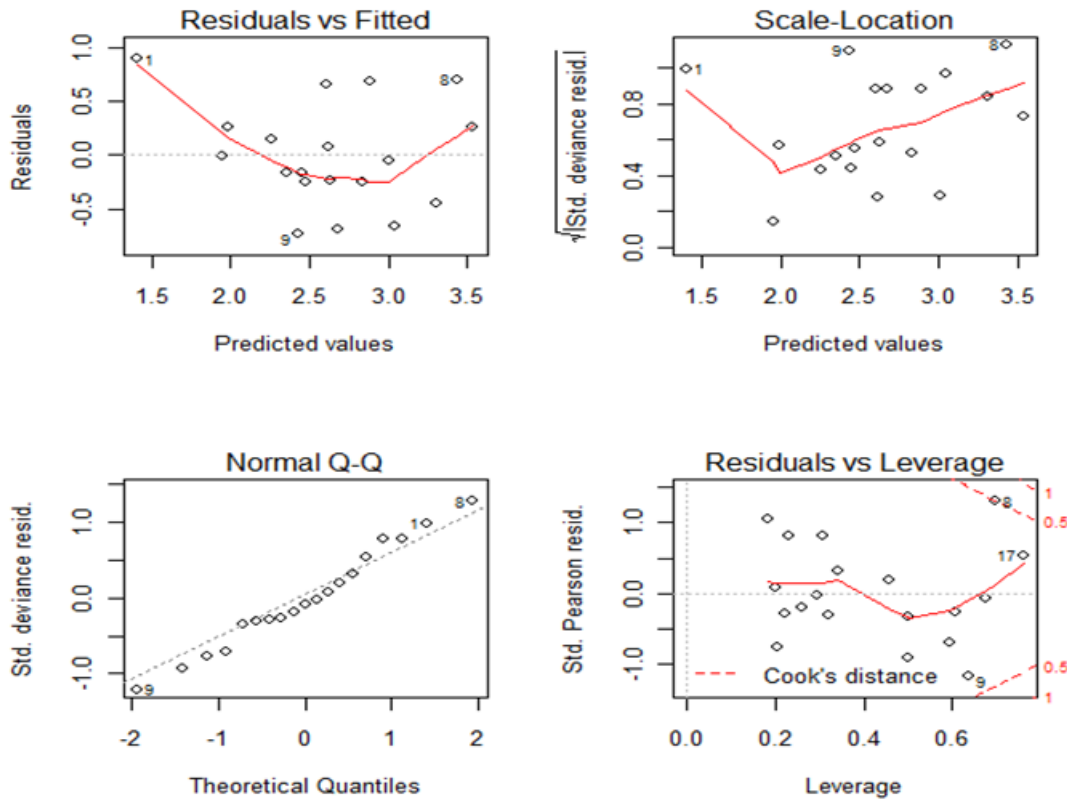 Residuals vs Fitted
Residuals
1.0
0.5
0.0
-0.5
1
8
9
1.5 2.0 2.5 3.0 3.5
Predicted values
Scale-Location
√|Std. deviance resid.|
0.8
0.4
0.0
1
9
8
1.5 2.0 2.5 3.0 3.5
Predicted values
Normal Q-Q
Std. deviance resid.
1.0
0.0
-1.0
1
8
9
-2 -1 0 1 2
Theoretical Quantiles
Residuals vs Leverage
Std. Pearson resid.
1.0
0.0
-1.0
8
17
9
1
0.5
0.5
1
Cook's distance
0.0 0.2 0.4 0.6
Leverage